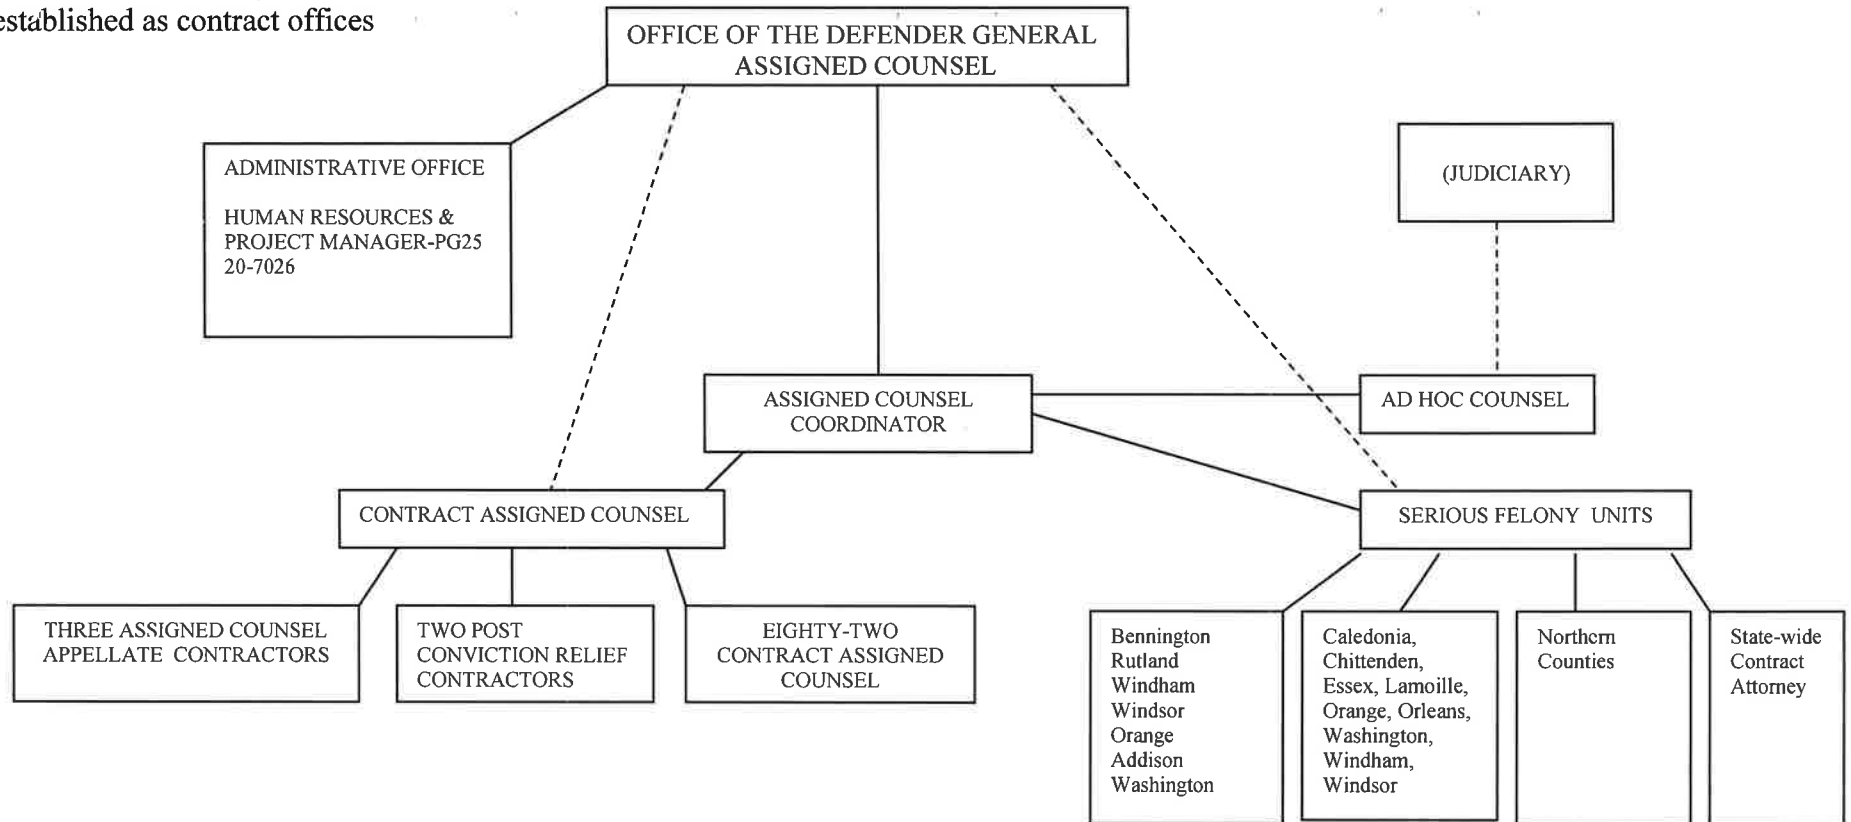 established as contract offices
OFFICE OF THE DEFENDER GENERAL
ASSIGNED COUNSEL
ADMINISTRATIVE OFFICE
HUMAN RESOURCES &
PROJECT MANAGER-PG25
20-7026
(JUDICIARY)
ASSIGNED COUNSEL
COORDINATOR
AD HOC COUNSEL
CONTRACT ASSIGNED COUNSEL
SERIOUS FELONY UNITS
THREE ASSIGNED COUNSEL
APPELLATE CONTRACTORS
TWO POST
CONVICTION RELIEF
CONTRACTORS
EIGHTY-TWO
CONTRACT ASSIGNED
COUNSEL
Bennington
Rutland
Windham
Windsor
Orange
Addison
Washington
Caledonia,
Chittenden,
Essex, Lamoille,
Orange, Orleans,
Washington,
Windham,
Windsor
Northern
Counties
State-wide
Contract
Attorney